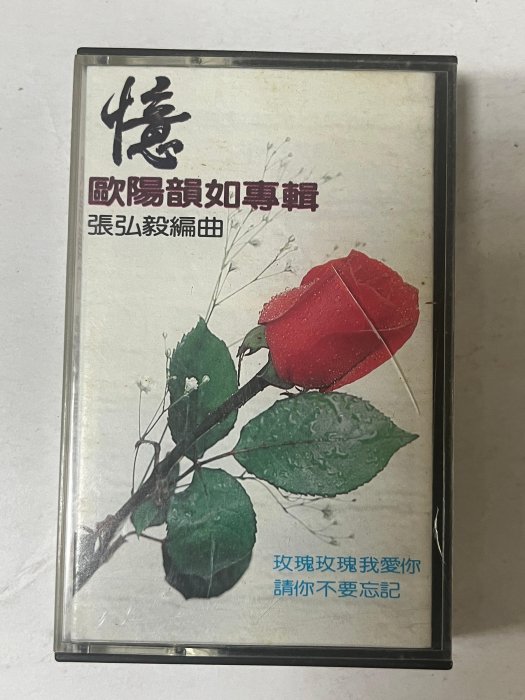 憶
歐陽韻如專輯
張弘毅編曲
玫瑰玫瑰我愛你
請你不要忘記